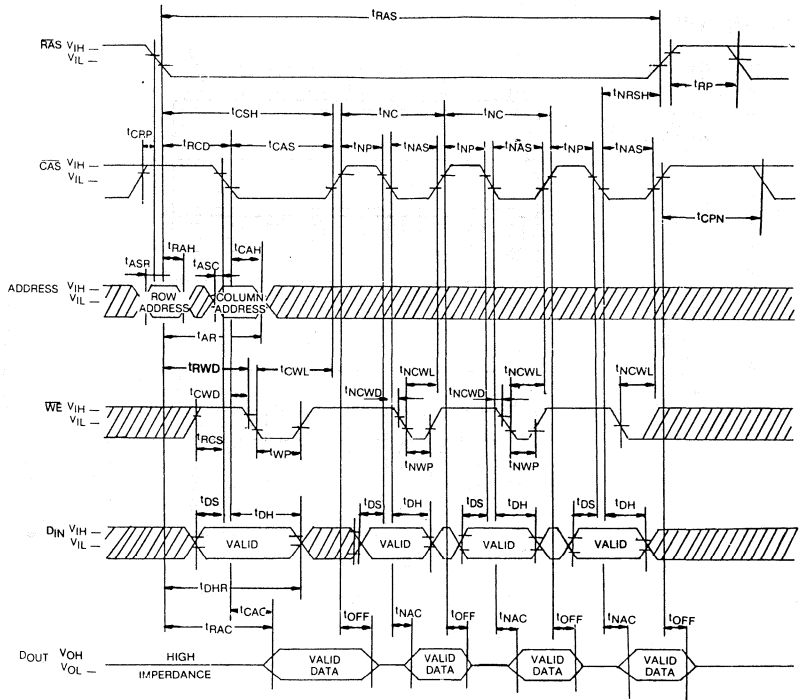 tRAS
RAS VIH
VIL
tRP
tNRSH
tCSH
tNC
tNC
tCRP
tRCD
tCAS
tNP
tNAS
tNP
tNAS
tNP
tNAS
CAS VIH
VIL
tCPN
tRAH
tCAH
tASR
tASC
ADDRESS VIH
VIL
ROW ADDRESS
COLUMN ADDRESS
tAR
tRWD
tCWL
tNCWL
tNCWL
tNCWL
tCWD
tNCWD
tNCWD
WE VIH
VIL
tRCS
tWP
tNWP
tNWP
tDS
tDH
tDS
tDH
tDS
tDH
tDS
tDH
DIN VIH
VIL
VALID
VALID
VALID
VALID
tDHR
tCAC
tRAC
tOFF
tNAC
tOFF
tNAC
tOFF
tNAC
tOFF
DOUT VOH
VOL
HIGH
IMPERDANCE
VALID DATA
VALID DATA
VALID DATA
VALID DATA